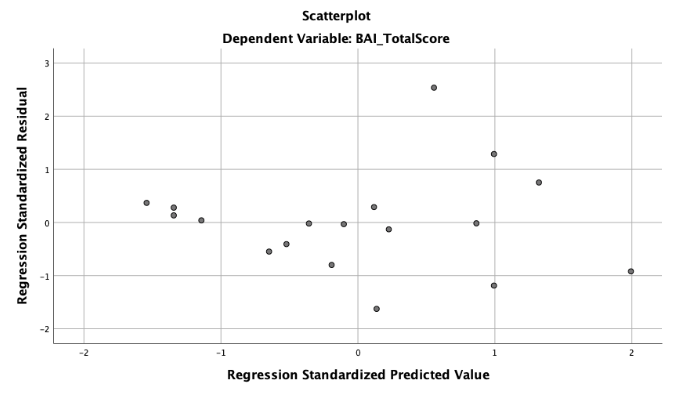 Scatterplot
Dependent Variable: BAI_TotalScore
Regression Standardized Residual
3
2
1
0
-1
-2
-2
-1
0
1
2
Regression Standardized Predicted Value